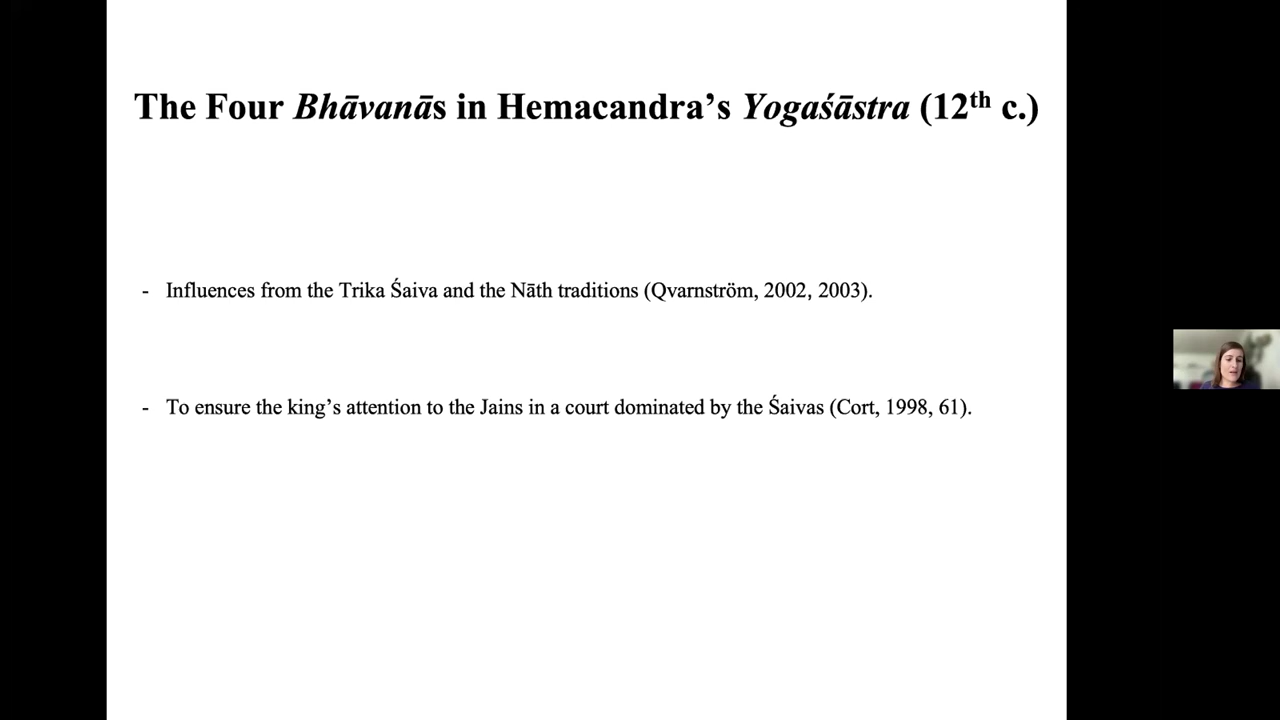 The Four Bhāvanās in Hemacandra’s Yogaśāstra (12th c.)
- Influences from the Trika Śaiva and the Nāth traditions (Qvarnström, 2002, 2003).
- To ensure the king’s attention to the Jains in a court dominated by the Śaivas (Cort, 1998, 61).